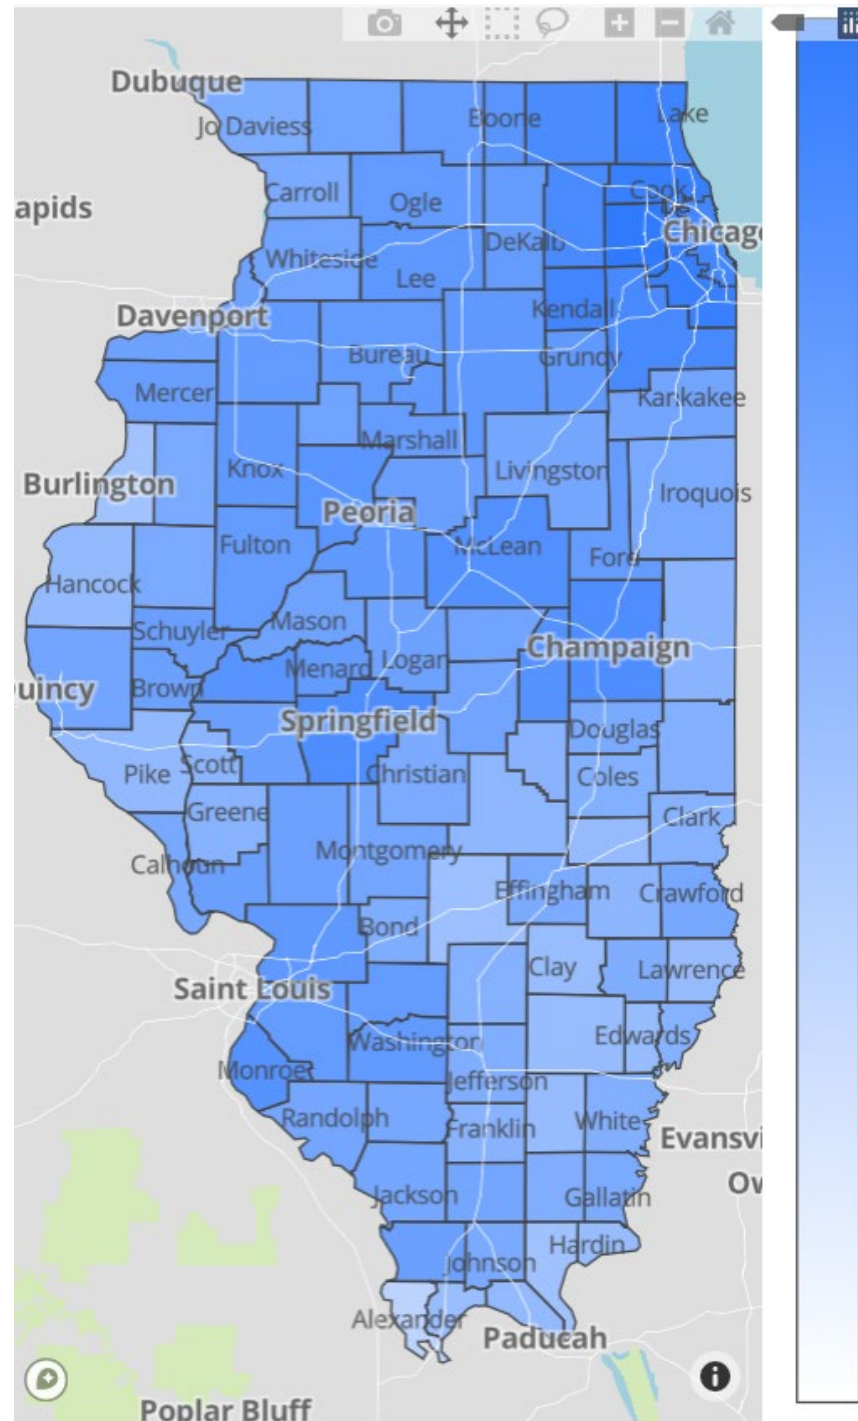 Dubuque
Jo Daviess
Boone
Lake
Carroll
Ogle
Cook
apids
DeKalb
Chicag
Whiteside
Lee
Kendall
Davenport
Bureau
Grundy
Mercer
Kankakee
Marshall
Knox
Livingston
Burlington
Iroquois
Peoria
Fulton
McLean
Ford
Hancock
Mason
Schuyler
Champaign
Menard
Logan
uincy
Brown
Springfield
Douglas
Scott
Pike
Christian
Coles
Greene
Clark
Montgomery
Calhoun
Effingham
Crawford
Bond
Clay
Lawrence
Saint Louis
Edwards
Washington
Monroe
Jefferson
Randolph
Franklin
White
Evansvi
Ow
Jackson
Gallatin
Hardin
Johnson
Alexander
Paducah
Poplar Bluff